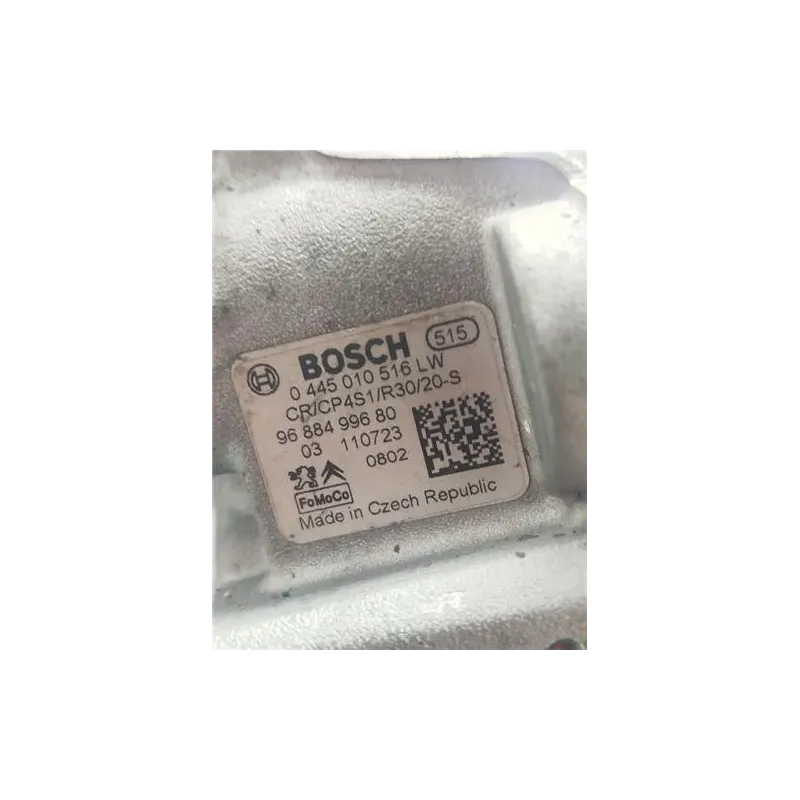 BOSCH 515
0 445 010 516 LW
CR/CP4S1/R30/20-S
96 884 996 80
03 110723
0802
FoMoCo
Made in Czech Republic